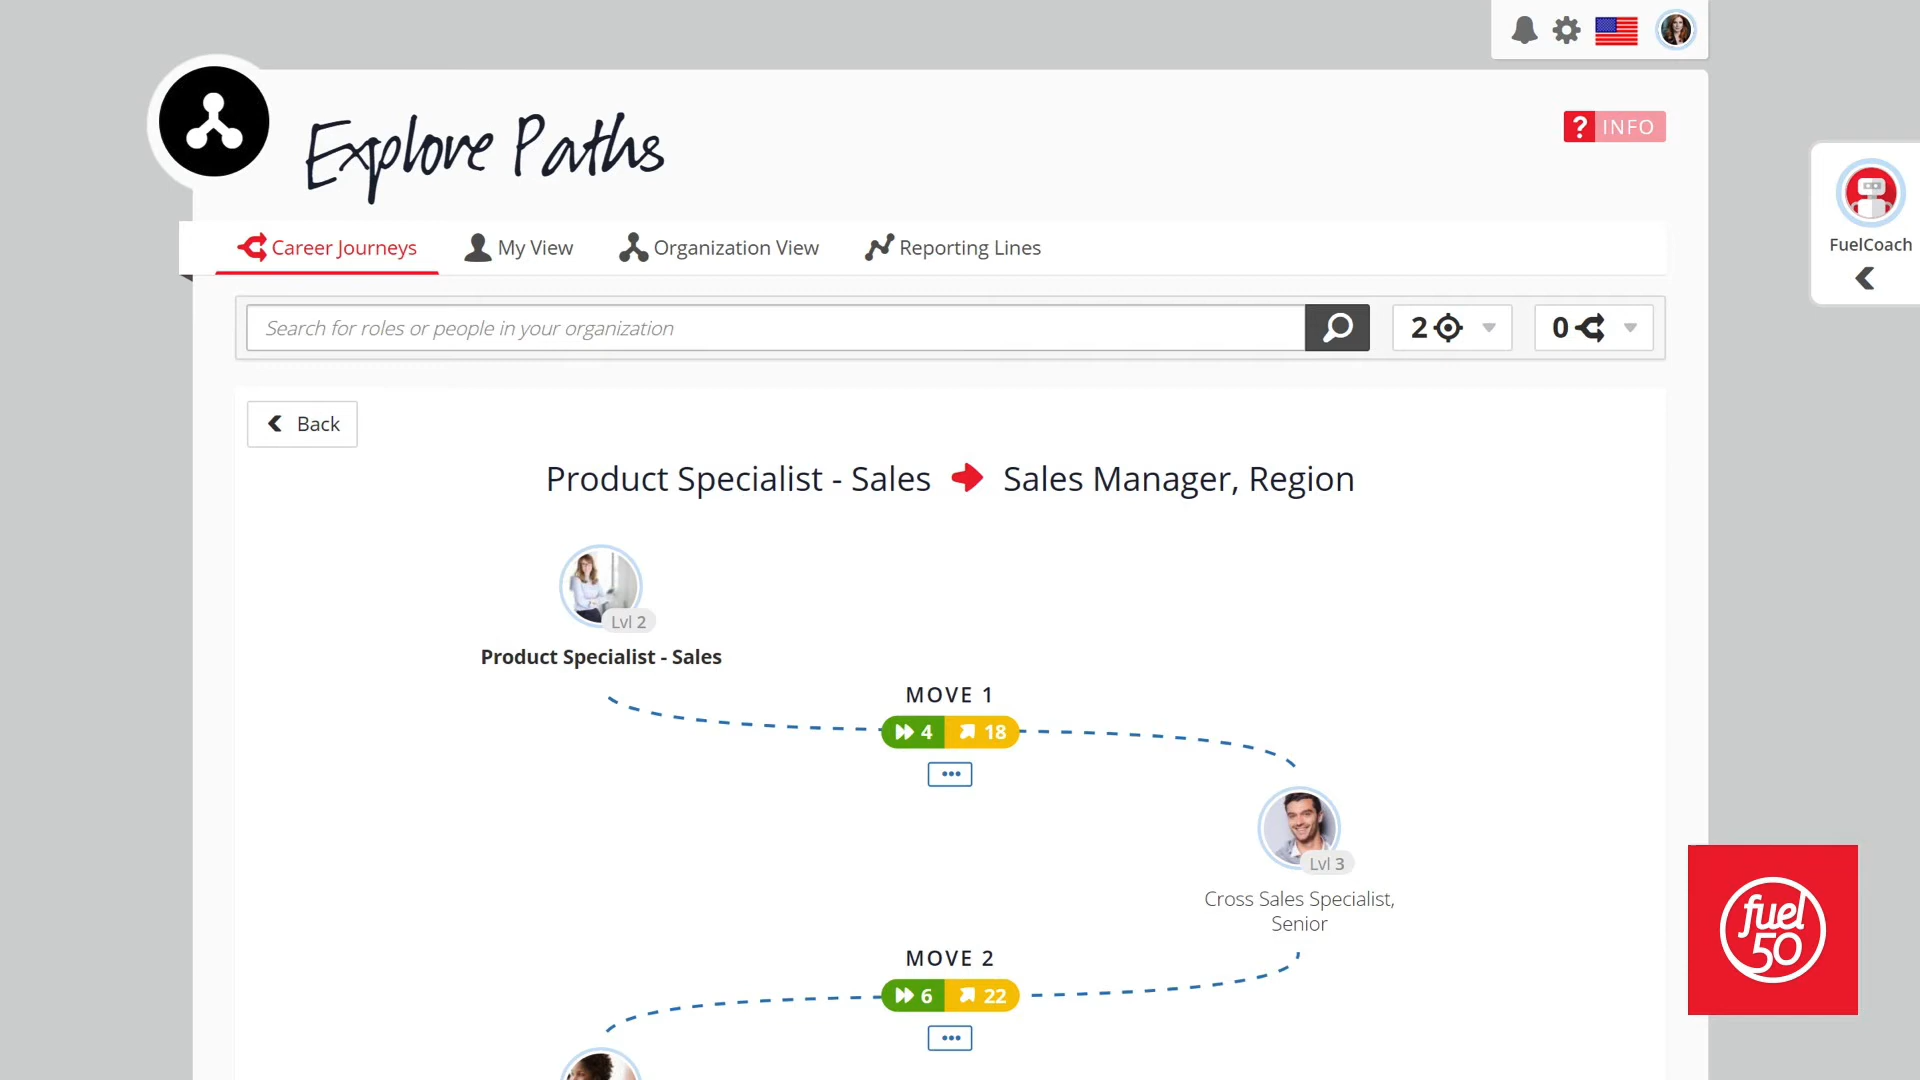 Explore Paths
? INFO
FuelCoach
Career Journeys
My View
Organization View
Reporting Lines
Search for roles or people in your organization
2
0
Back
Product Specialist - Sales
Sales Manager, Region
Lvl 2
Product Specialist - Sales
MOVE 1
4
18
...
Lvl 3
Cross Sales Specialist,
Senior
MOVE 2
6
22
...
fuel
50